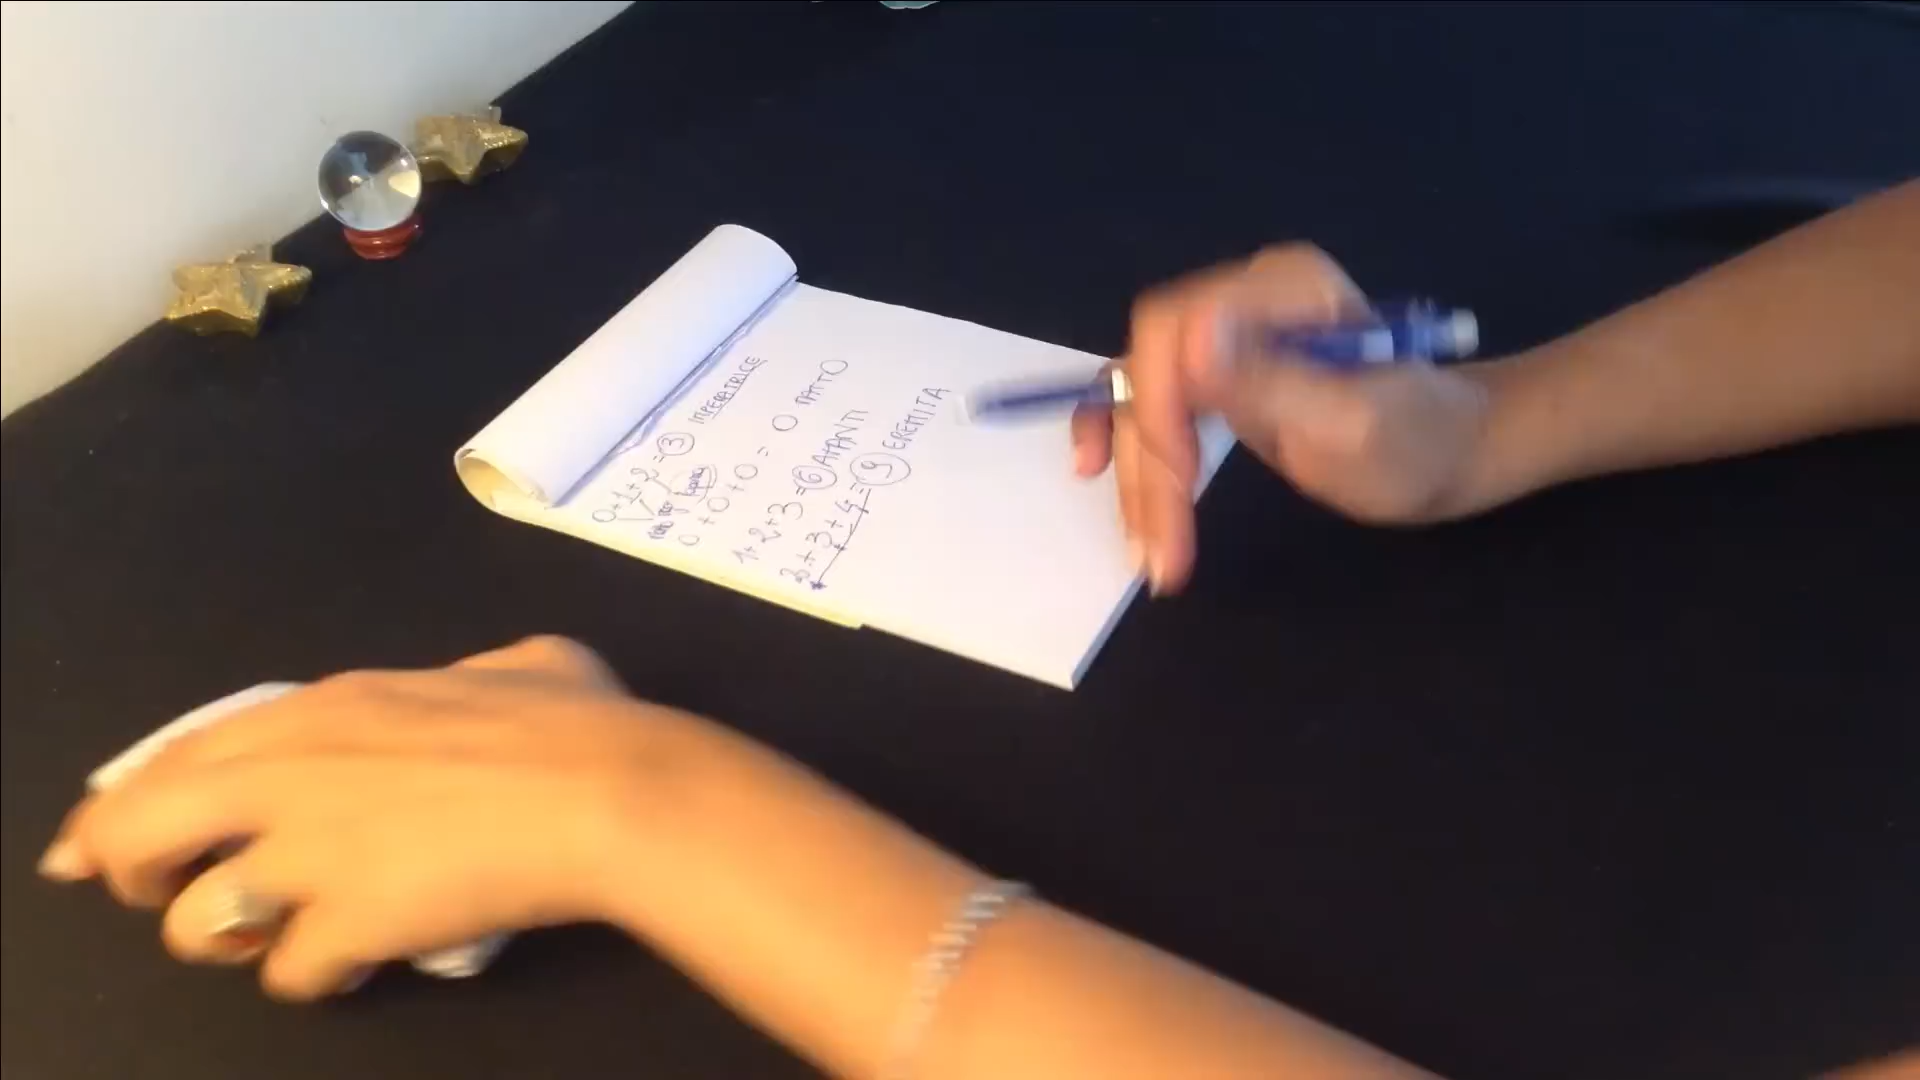 0+1+2=3 IMPERATRICE
0+0+0= 0 MATTO
1+2+3=6 AMANTI
3+3+4=9 EREMITA